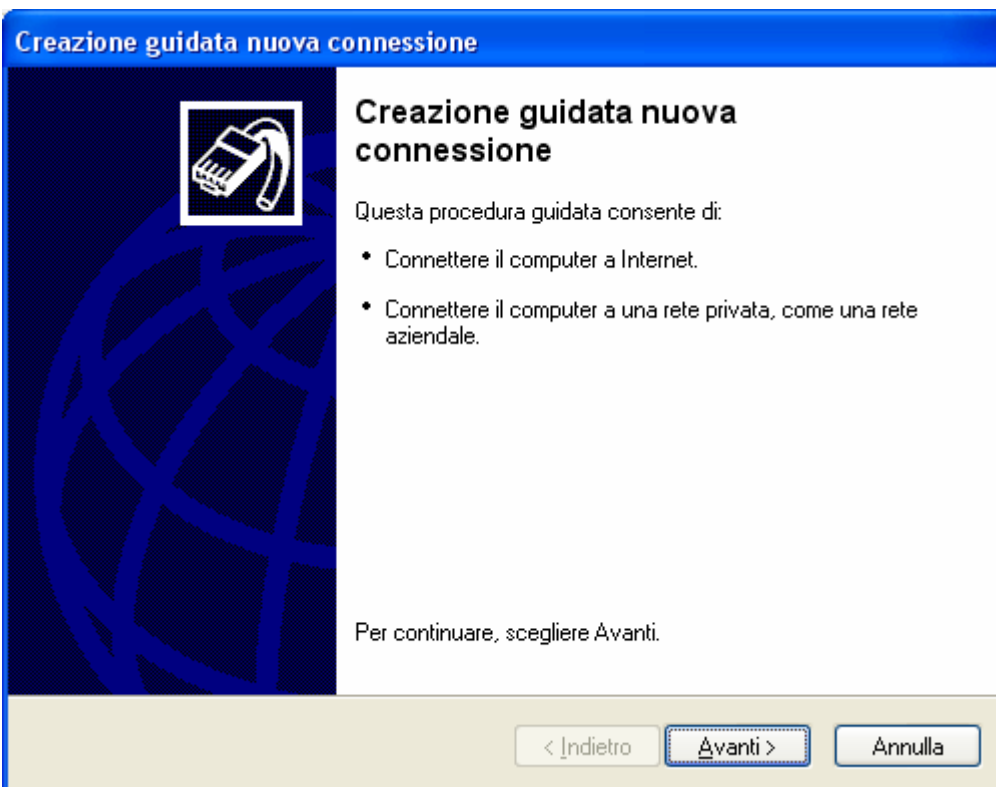 Creazione guidata nuova connessione
Creazione guidata nuova
connessione
Questa procedura guidata consente di:
• Connettere il computer a Internet.
• Connettere il computer a una rete privata, come una rete
aziendale.
Per continuare, scegliere Avanti.
< Indietro
Avanti >
Annulla